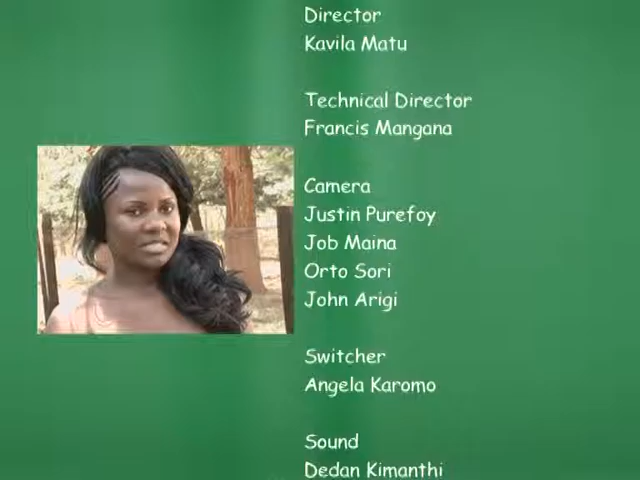 Director
Kavila Matu
Technical Director
Francis Mangana
Camera
Justin Purefoy
Job Maina
Orto Sori
John Arigi
Switcher
Angela Karomo
Sound
Dedan Kimanthi